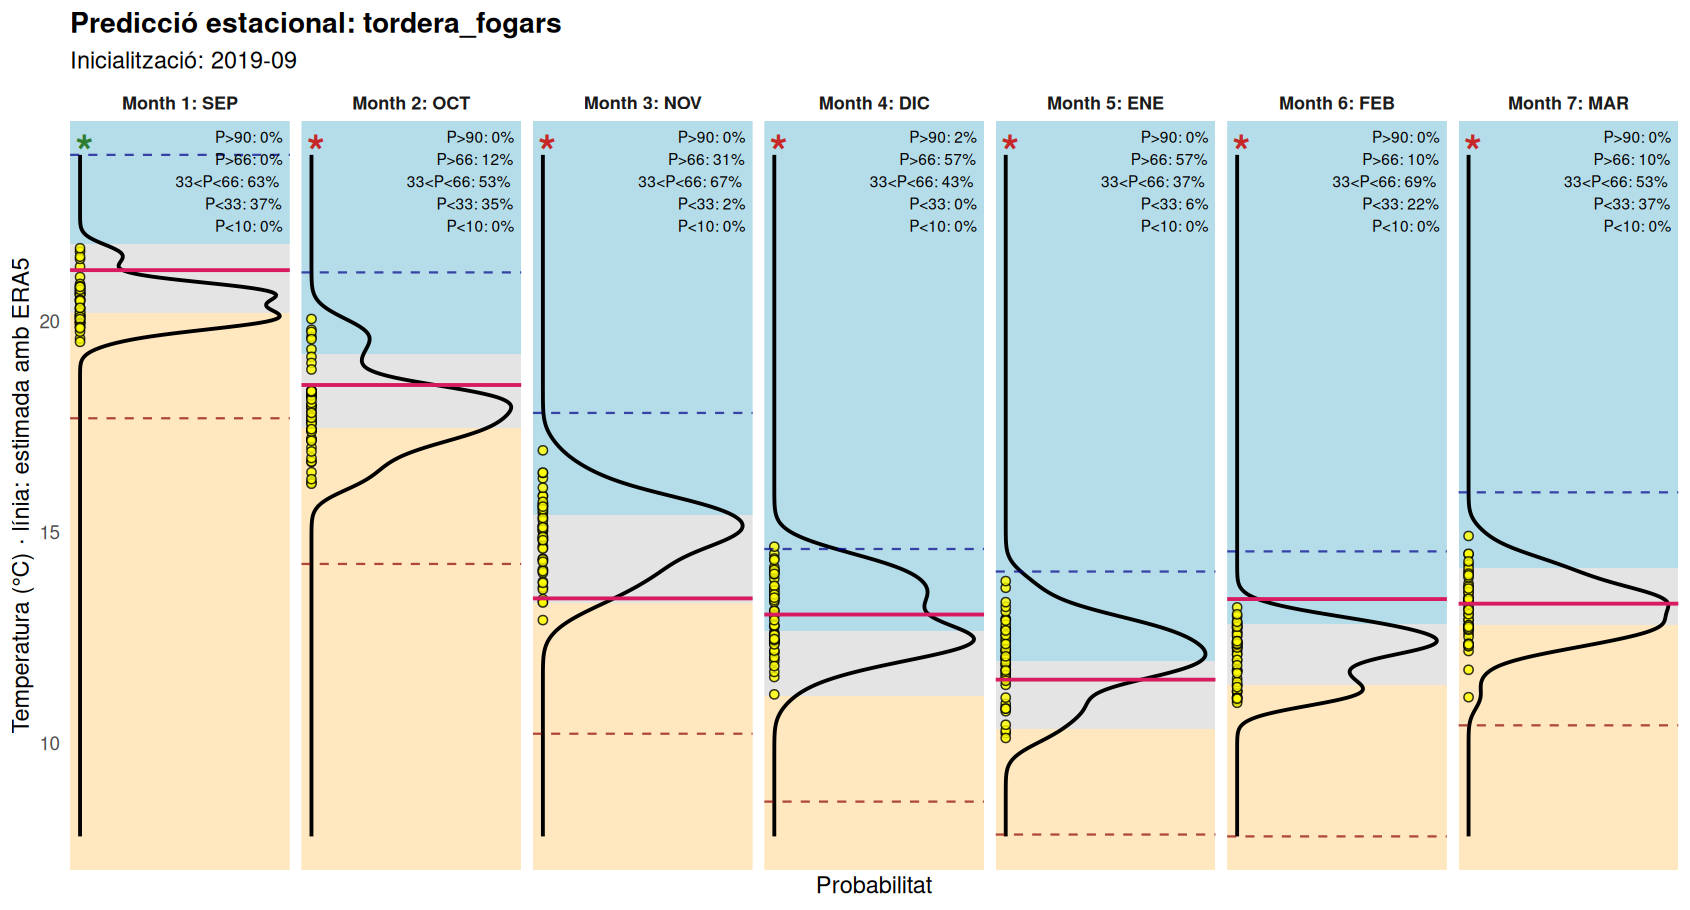 Predicció estacional: tordera_fogars
Inicialització: 2019-09
Month 1: SEP
Month 2: OCT
Month 3: NOV
Month 4: DIC
Month 5: ENE
Month 6: FEB
Month 7: MAR
*
P>90: 0%
P>66: 0%
33<P<66: 63%
P<33: 37%
P<10: 0%
*
P>90: 0%
P>66: 12%
33<P<66: 53%
P<33: 35%
P<10: 0%
*
P>90: 0%
P>66: 31%
33<P<66: 67%
P<33: 2%
P<10: 0%
*
P>90: 2%
P>66: 57%
33<P<66: 43%
P<33: 0%
P<10: 0%
*
P>90: 0%
P>66: 57%
33<P<66: 37%
P<33: 6%
P<10: 0%
*
P>90: 0%
P>66: 10%
33<P<66: 69%
P<33: 22%
P<10: 0%
*
P>90: 0%
P>66: 10%
33<P<66: 53%
P<33: 37%
P<10: 0%
Temperatura (°C) · línia: estimada amb ERA5
20
15
10
Probabilitat